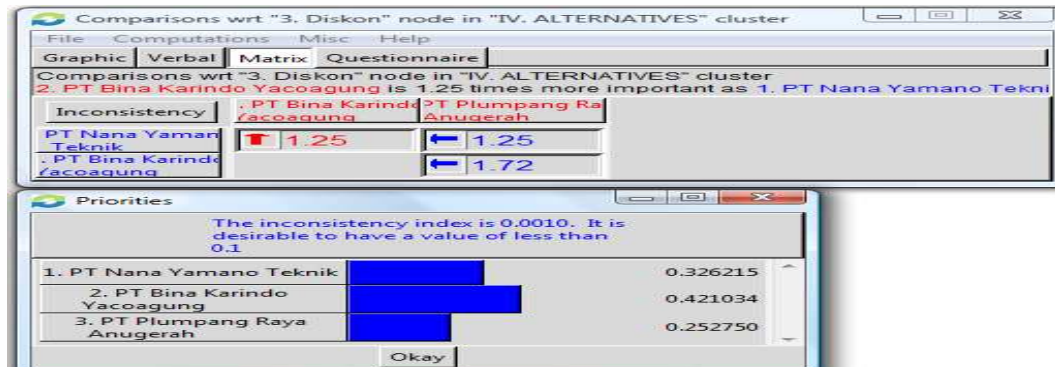 Comparisons wrt "3. Diskon" node in "IV. ALTERNATIVES" cluster
File Computations Misc Help
Graphic Verbal Matrix Questionnaire
Comparisons wrt "3. Diskon" node in "IV. ALTERNATIVES" cluster
2. PT Bina Karindo Yacoagung is 1.25 times more important as 1. PT Nana Yamano Tekni
Inconsistency
. PT Bina Karindo
Yacoagung
PT Plumpang Ra
Anugerah
PT Nana Yaman
Teknik
1.25
1.25
. PT Bina Karindo
Yacoagung
1.72
Priorities
The inconsistency index is 0.0010. It is
desirable to have a value of less than
0.1
1. PT Nana Yamano Teknik 0.326215
2. PT Bina Karindo
Yacoagung
0.421034
3. PT Plumpang Raya
Anugerah
0.252750
Okay